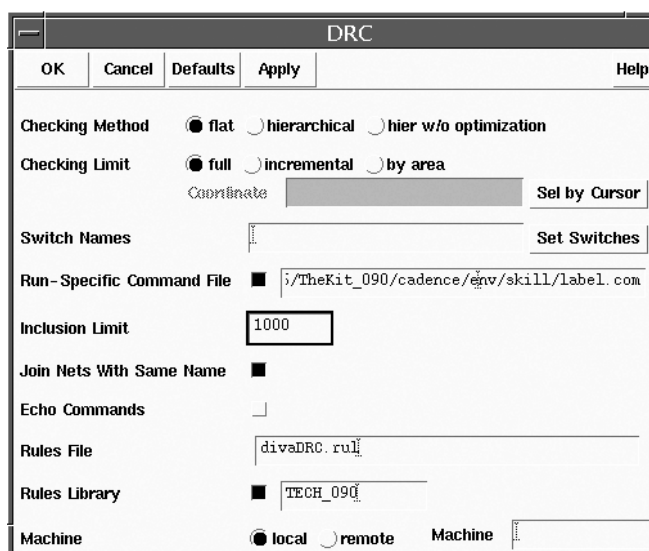 DRC
OK Cancel Defaults Apply Help
Checking Method flat hierarchical hier w/o optimization
Checking Limit full incremental by area
Coordinate Sel by Cursor
Switch Names Set Switches
Run-Specific Command File 5/TheKit_090/cadence/env/skill/label.com
Inclusion Limit 1000
Join Nets With Same Name
Echo Commands
Rules File divaDRC.rul
Rules Library TECH_090
Machine local remote Machine